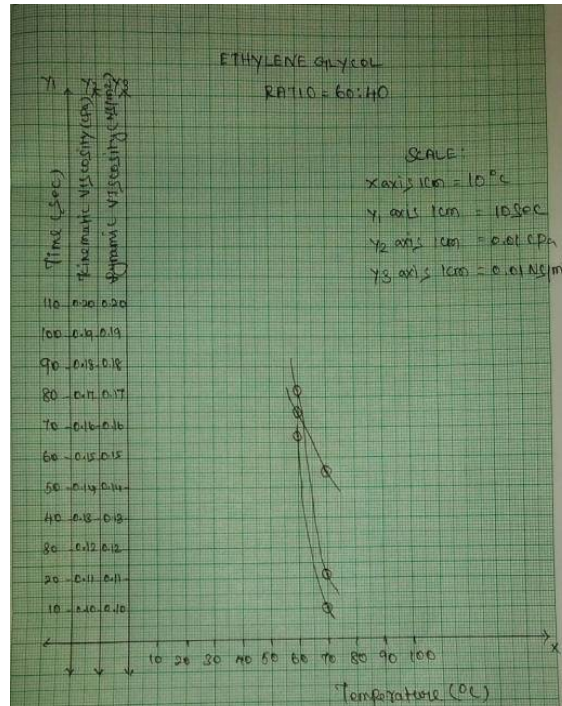 ETHYLENE GLYCOL
RATIO = 60:40
SCALE:
x axis 1cm = 10°C
Y1 axis 1cm = 10 Sec
Y2 axis 1cm = 0.01 CPa
Y3 axis 1cm = 0.01 NS/m
Y1
Time (sec)
Kinematic Viscosity (CPa)
Dynamic Viscosity
110 0.20 0.20
100 0.19 0.19
90 0.18 0.18
80 0.17 0.17
70 0.16 0.16
60 0.15 0.15
50 0.14 0.14
40 0.13 0.13
30 0.12 0.12
20 0.11 0.11
10 0.10 0.10
10 20 30 40 50 60 70 80 90 100
X
Temperature (°C)